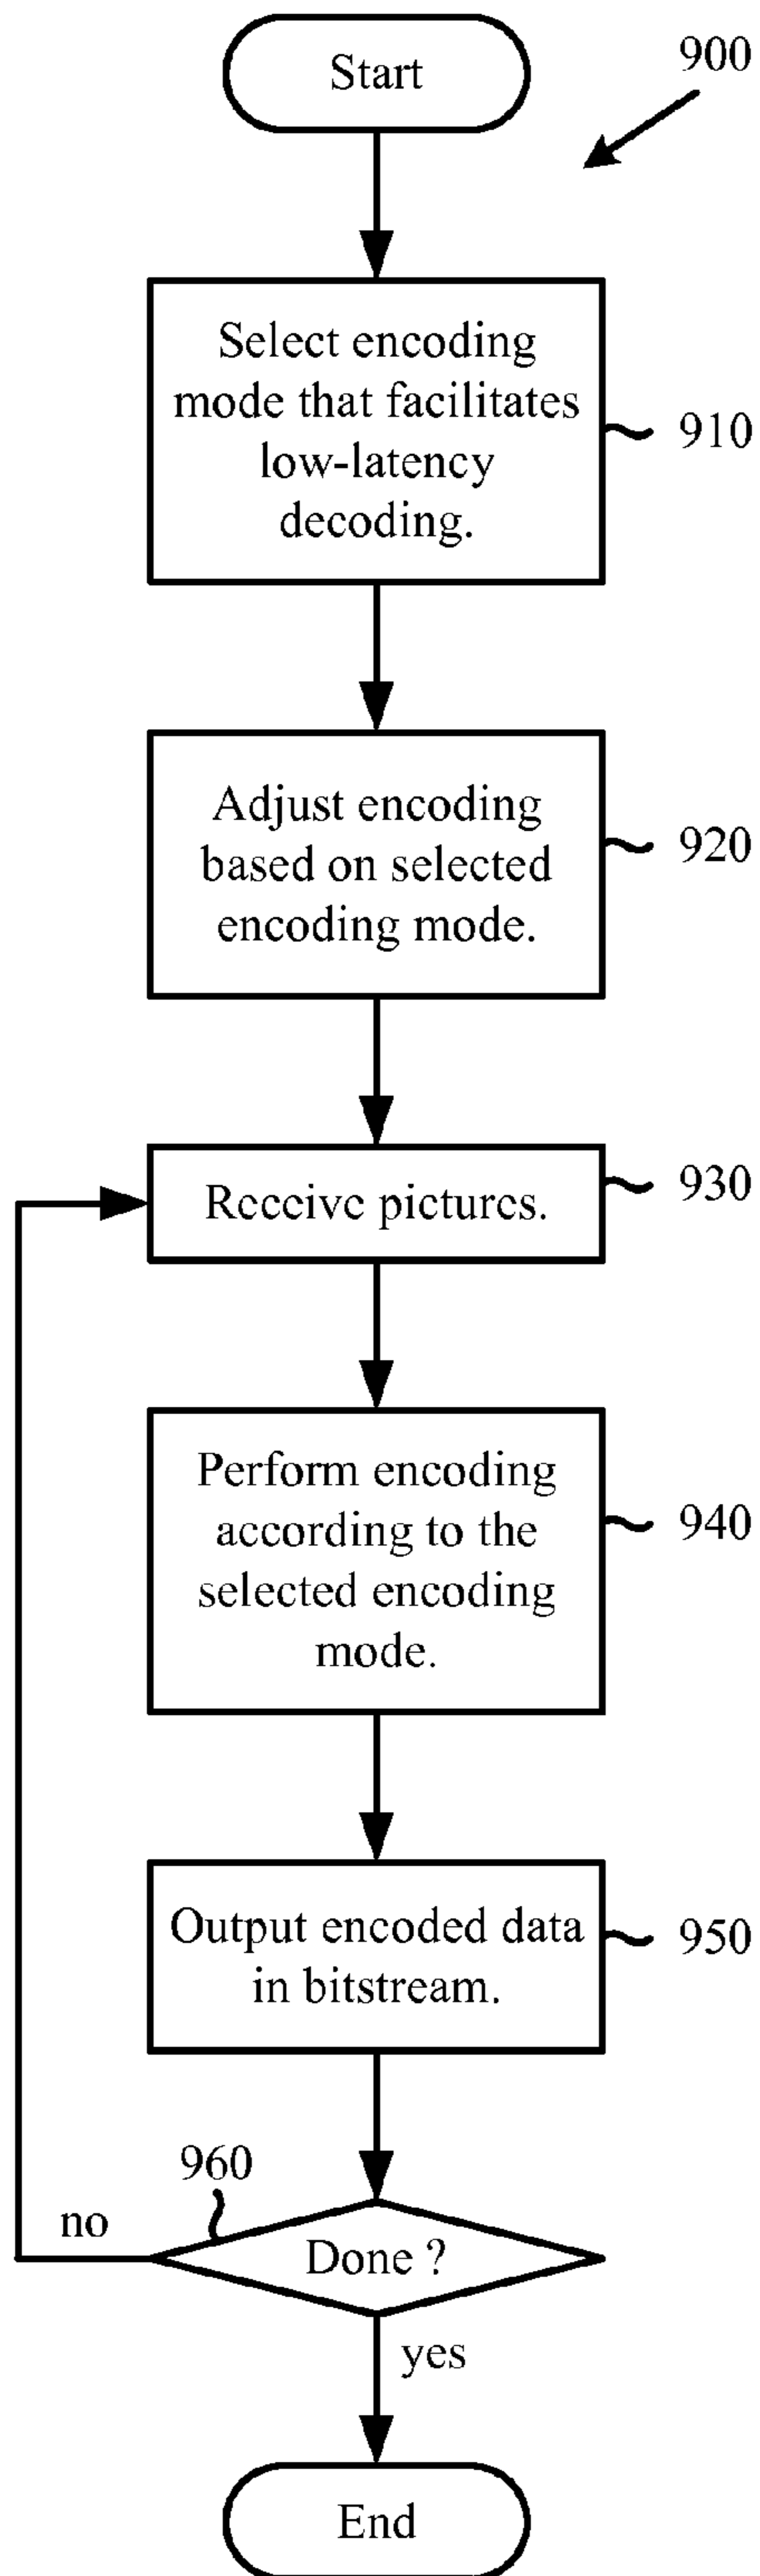 Start
900
Select encoding
mode that facilitates
low-latency
decoding.
910
Adjust encoding
based on selected
encoding mode.
920
Receive pictures.
930
Perform encoding
according to the
selected encoding
mode.
940
Output encoded data
in bitstream.
950
960
no
Done ?
yes
End